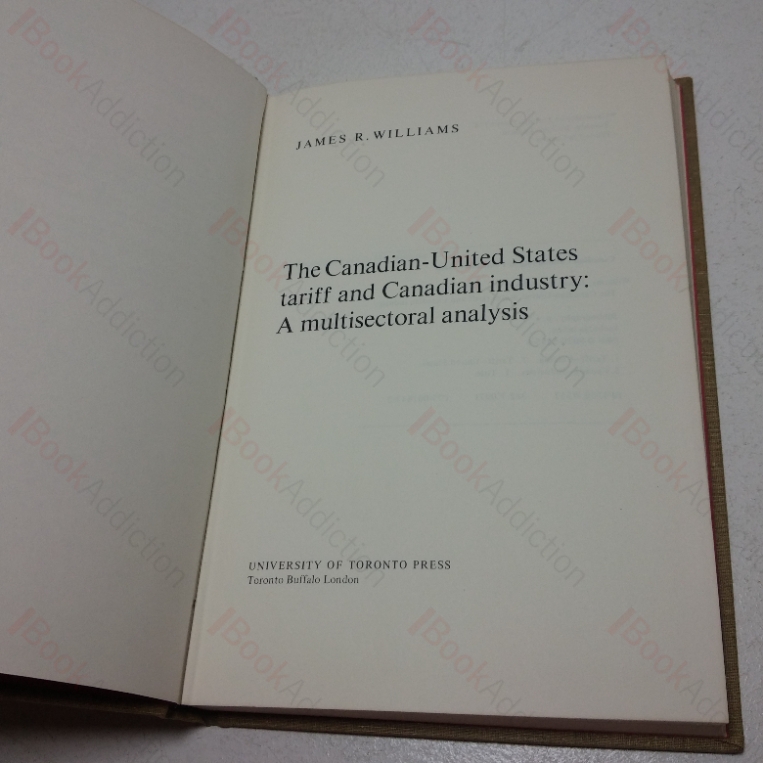 JAMES R. WILLIAMS
The Canadian-United States
tariff and Canadian industry:
A multisectoral analysis
UNIVERSITY OF TORONTO PRESS
Toronto Buffalo London
BookAddiction